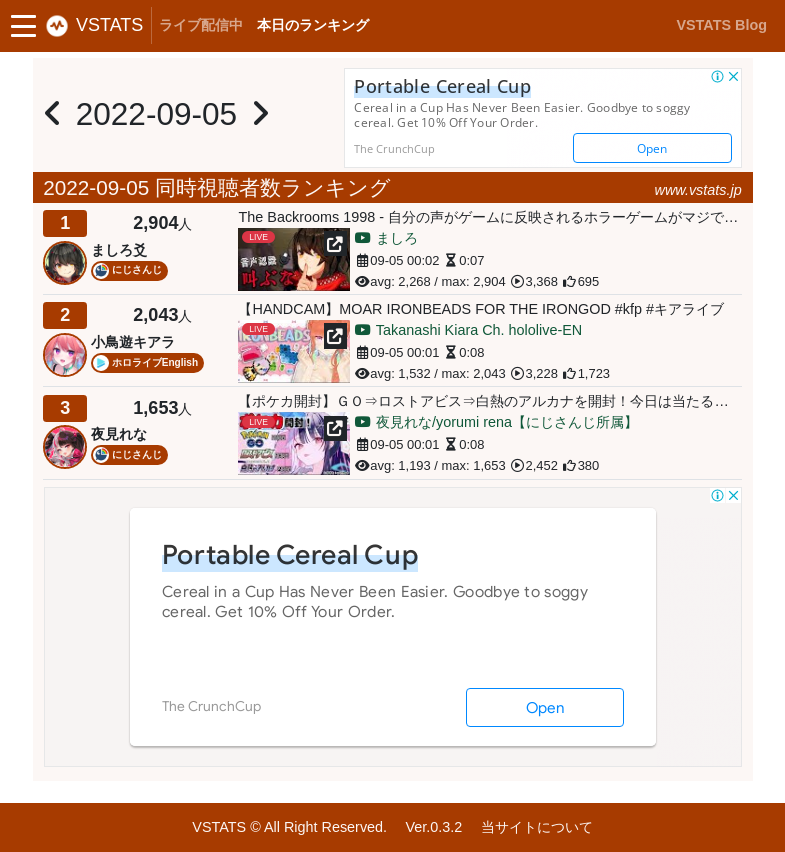 VSTATS ライブ配信中 本日のランキング VSTATS Blog
2022-09-05
Portable Cereal Cup
Cereal in a Cup Has Never Been Easier. Goodbye to soggy
cereal. Get 10% Off Your Order.
The CrunchCup Open
2022-09-05 同時視聴者数ランキング www.vstats.jp
1 2,904人
ましろ爻
にじさんじ
The Backrooms 1998 - 自分の声がゲームに反映されるホラーゲームがマジで…
LIVE
音声認識
叫ぶな
ましろ
09-05 00:02 0:07
avg: 2,268 / max: 2,904 3,368 695
2 2,043人
小鳥遊キアラ
ホロライブEnglish
【HANDCAM】MOAR IRONBEADS FOR THE IRONGOD #kfp #キアライブ
LIVE
IRONBEADS
Takanashi Kiara Ch. hololive-EN
09-05 00:01 0:08
avg: 1,532 / max: 2,043 3,228 1,723
3 1,653人
夜見れな
にじさんじ
【ポケカ開封】ＧＯ⇒ロストアビス⇒白熱のアルカナを開封！今日は当たる…
LIVE
開封！
GO
夜見れな/yorumi rena【にじさんじ所属】
09-05 00:01 0:08
avg: 1,193 / max: 1,653 2,452 380
Portable Cereal Cup
Cereal in a Cup Has Never Been Easier. Goodbye to soggy
cereal. Get 10% Off Your Order.
The CrunchCup Open
VSTATS © All Right Reserved. Ver.0.3.2 当サイトについて